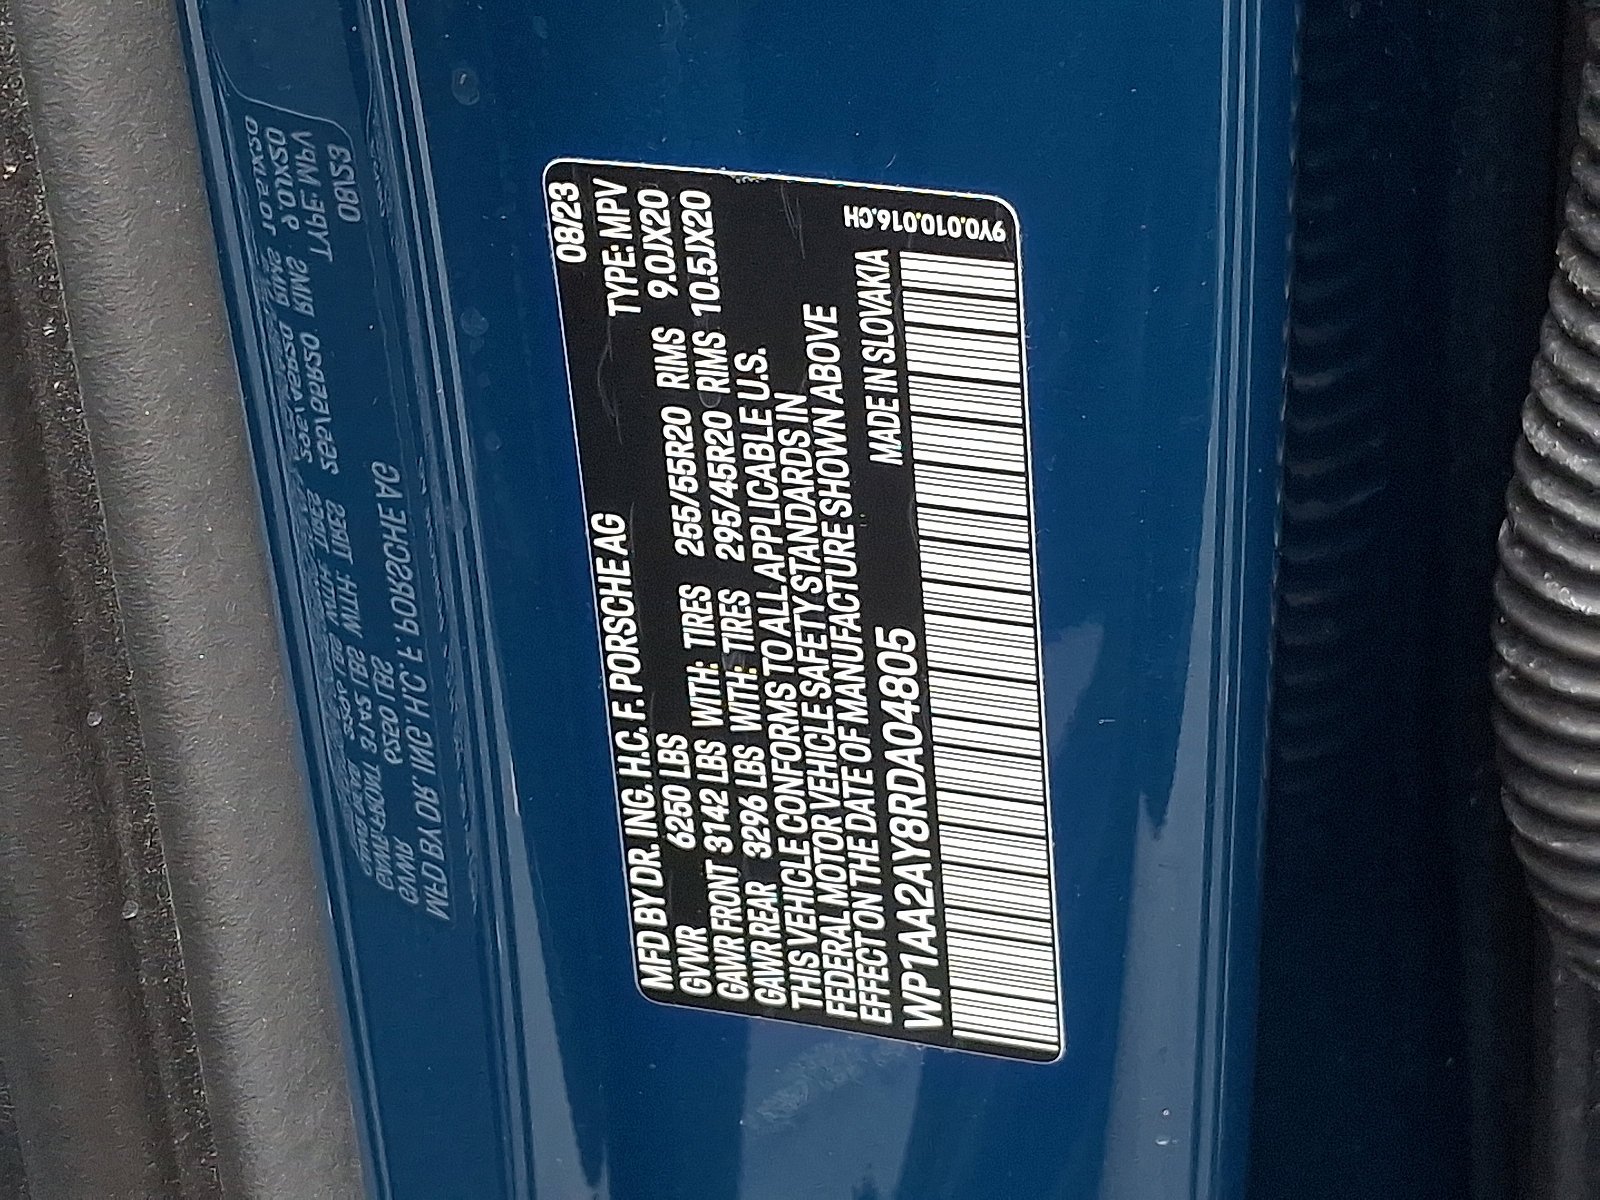 MFD BY DR. ING. H.C. F. PORSCHE AG 08/23
GVWR 6250 LBS TYPE: MPV
GAWR FRONT 3142 LBS WITH: TIRES 255/55R20 RIMS 9.0JX20
GAWR REAR 3296 LBS WITH: TIRES 295/45R20 RIMS 10.5JX20
THIS VEHICLE CONFORMS TO ALL APPLICABLE U.S.
FEDERAL MOTOR VEHICLE SAFETY STANDARDS IN
EFFECT ON THE DATE OF MANUFACTURE SHOWN ABOVE
WP1AA2AY8RDA04805 MADE IN SLOVAKIA
9Y0.010.016.CH